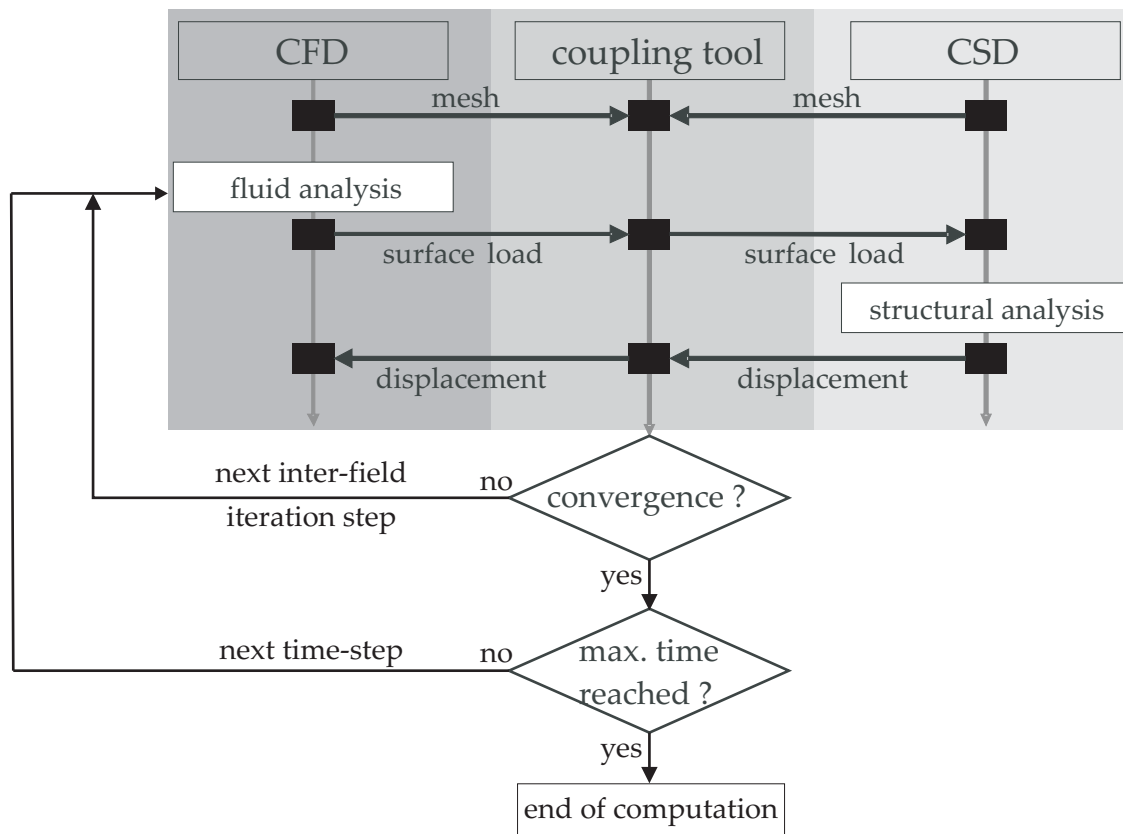 CFD
coupling tool
CSD
mesh
mesh
fluid analysis
surface load
surface load
structural analysis
displacement
displacement
next inter-field
iteration step
no
convergence ?
yes
next time-step
no
max. time
reached ?
yes
end of computation